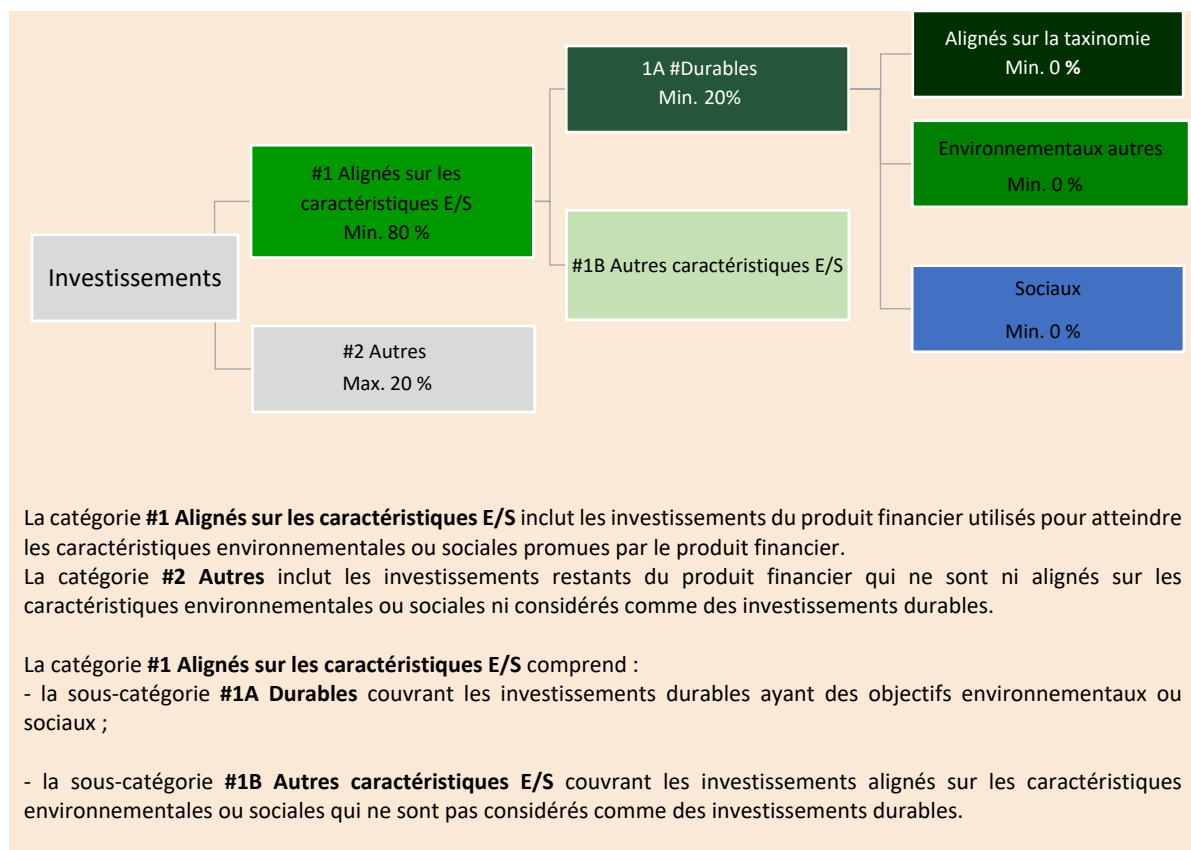 Investissements
#1 Alignés sur les
caractéristiques E/S
Min. 80 %
#2 Autres
Max. 20 %
1A #Durables
Min. 20%
#1B Autres caractéristiques E/S
Alignés sur la taxinomie
Min. 0 %
Environnementaux autres
Min. 0 %
Sociaux
Min. 0 %
La catégorie #1 Alignés sur les caractéristiques E/S inclut les investissements du produit financier utilisés pour atteindre
les caractéristiques environnementales ou sociales promues par le produit financier.
La catégorie #2 Autres inclut les investissements restants du produit financier qui ne sont ni alignés sur les
caractéristiques environnementales ou sociales ni considérés comme des investissements durables.
La catégorie #1 Alignés sur les caractéristiques E/S comprend :
- la sous-catégorie #1A Durables couvrant les investissements durables ayant des objectifs environnementaux ou
sociaux ;
- la sous-catégorie #1B Autres caractéristiques E/S couvrant les investissements alignés sur les caractéristiques
environnementales ou sociales qui ne sont pas considérés comme des investissements durables.